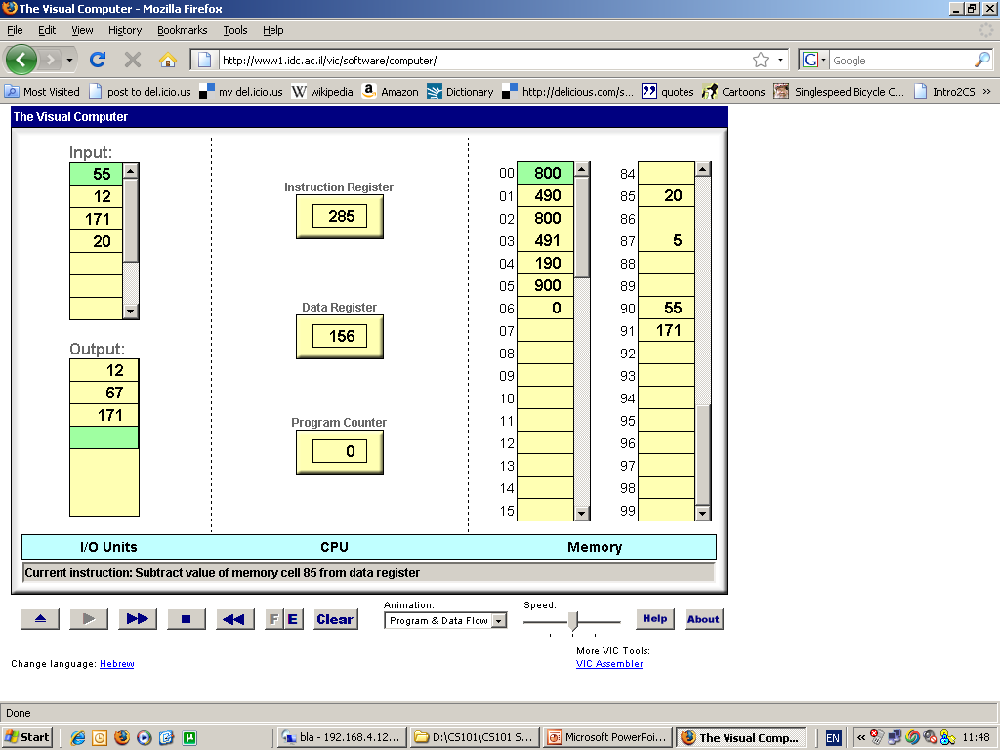 The Visual Computer - Mozilla Firefox
File Edit View History Bookmarks Tools Help
http://www1.idc.ac.il/vic/software/computer/
G Google
Most Visited post to del.icio.us my del.icio.us W wikipedia a Amazon Dictionary http://delicious.com/s... quotes Cartoons Singlespeed Bicycle C... Intro2CS »
The Visual Computer
Input:
55
12
171
20
Output:
12
67
171
Instruction Register
285
Data Register
156
Program Counter
0
00 800
01 490
02 800
03 491
04 190
05 900
06 0
07
08
09
10
11
12
13
14
15
84
85 20
86
87 5
88
89
90 55
91 171
92
93
94
95
96
97
98
99
I/O Units CPU Memory
Current instruction: Subtract value of memory cell 85 from data register
F E Clear
Animation:
Program & Data Flow
Speed:
Help About
More VIC Tools:
VIC Assembler
Change language: Hebrew
Done
Start bla - 192.168.4.12... D:\CS101\CS101 S... Microsoft PowerPoi... The Visual Comp... EN « 11:48